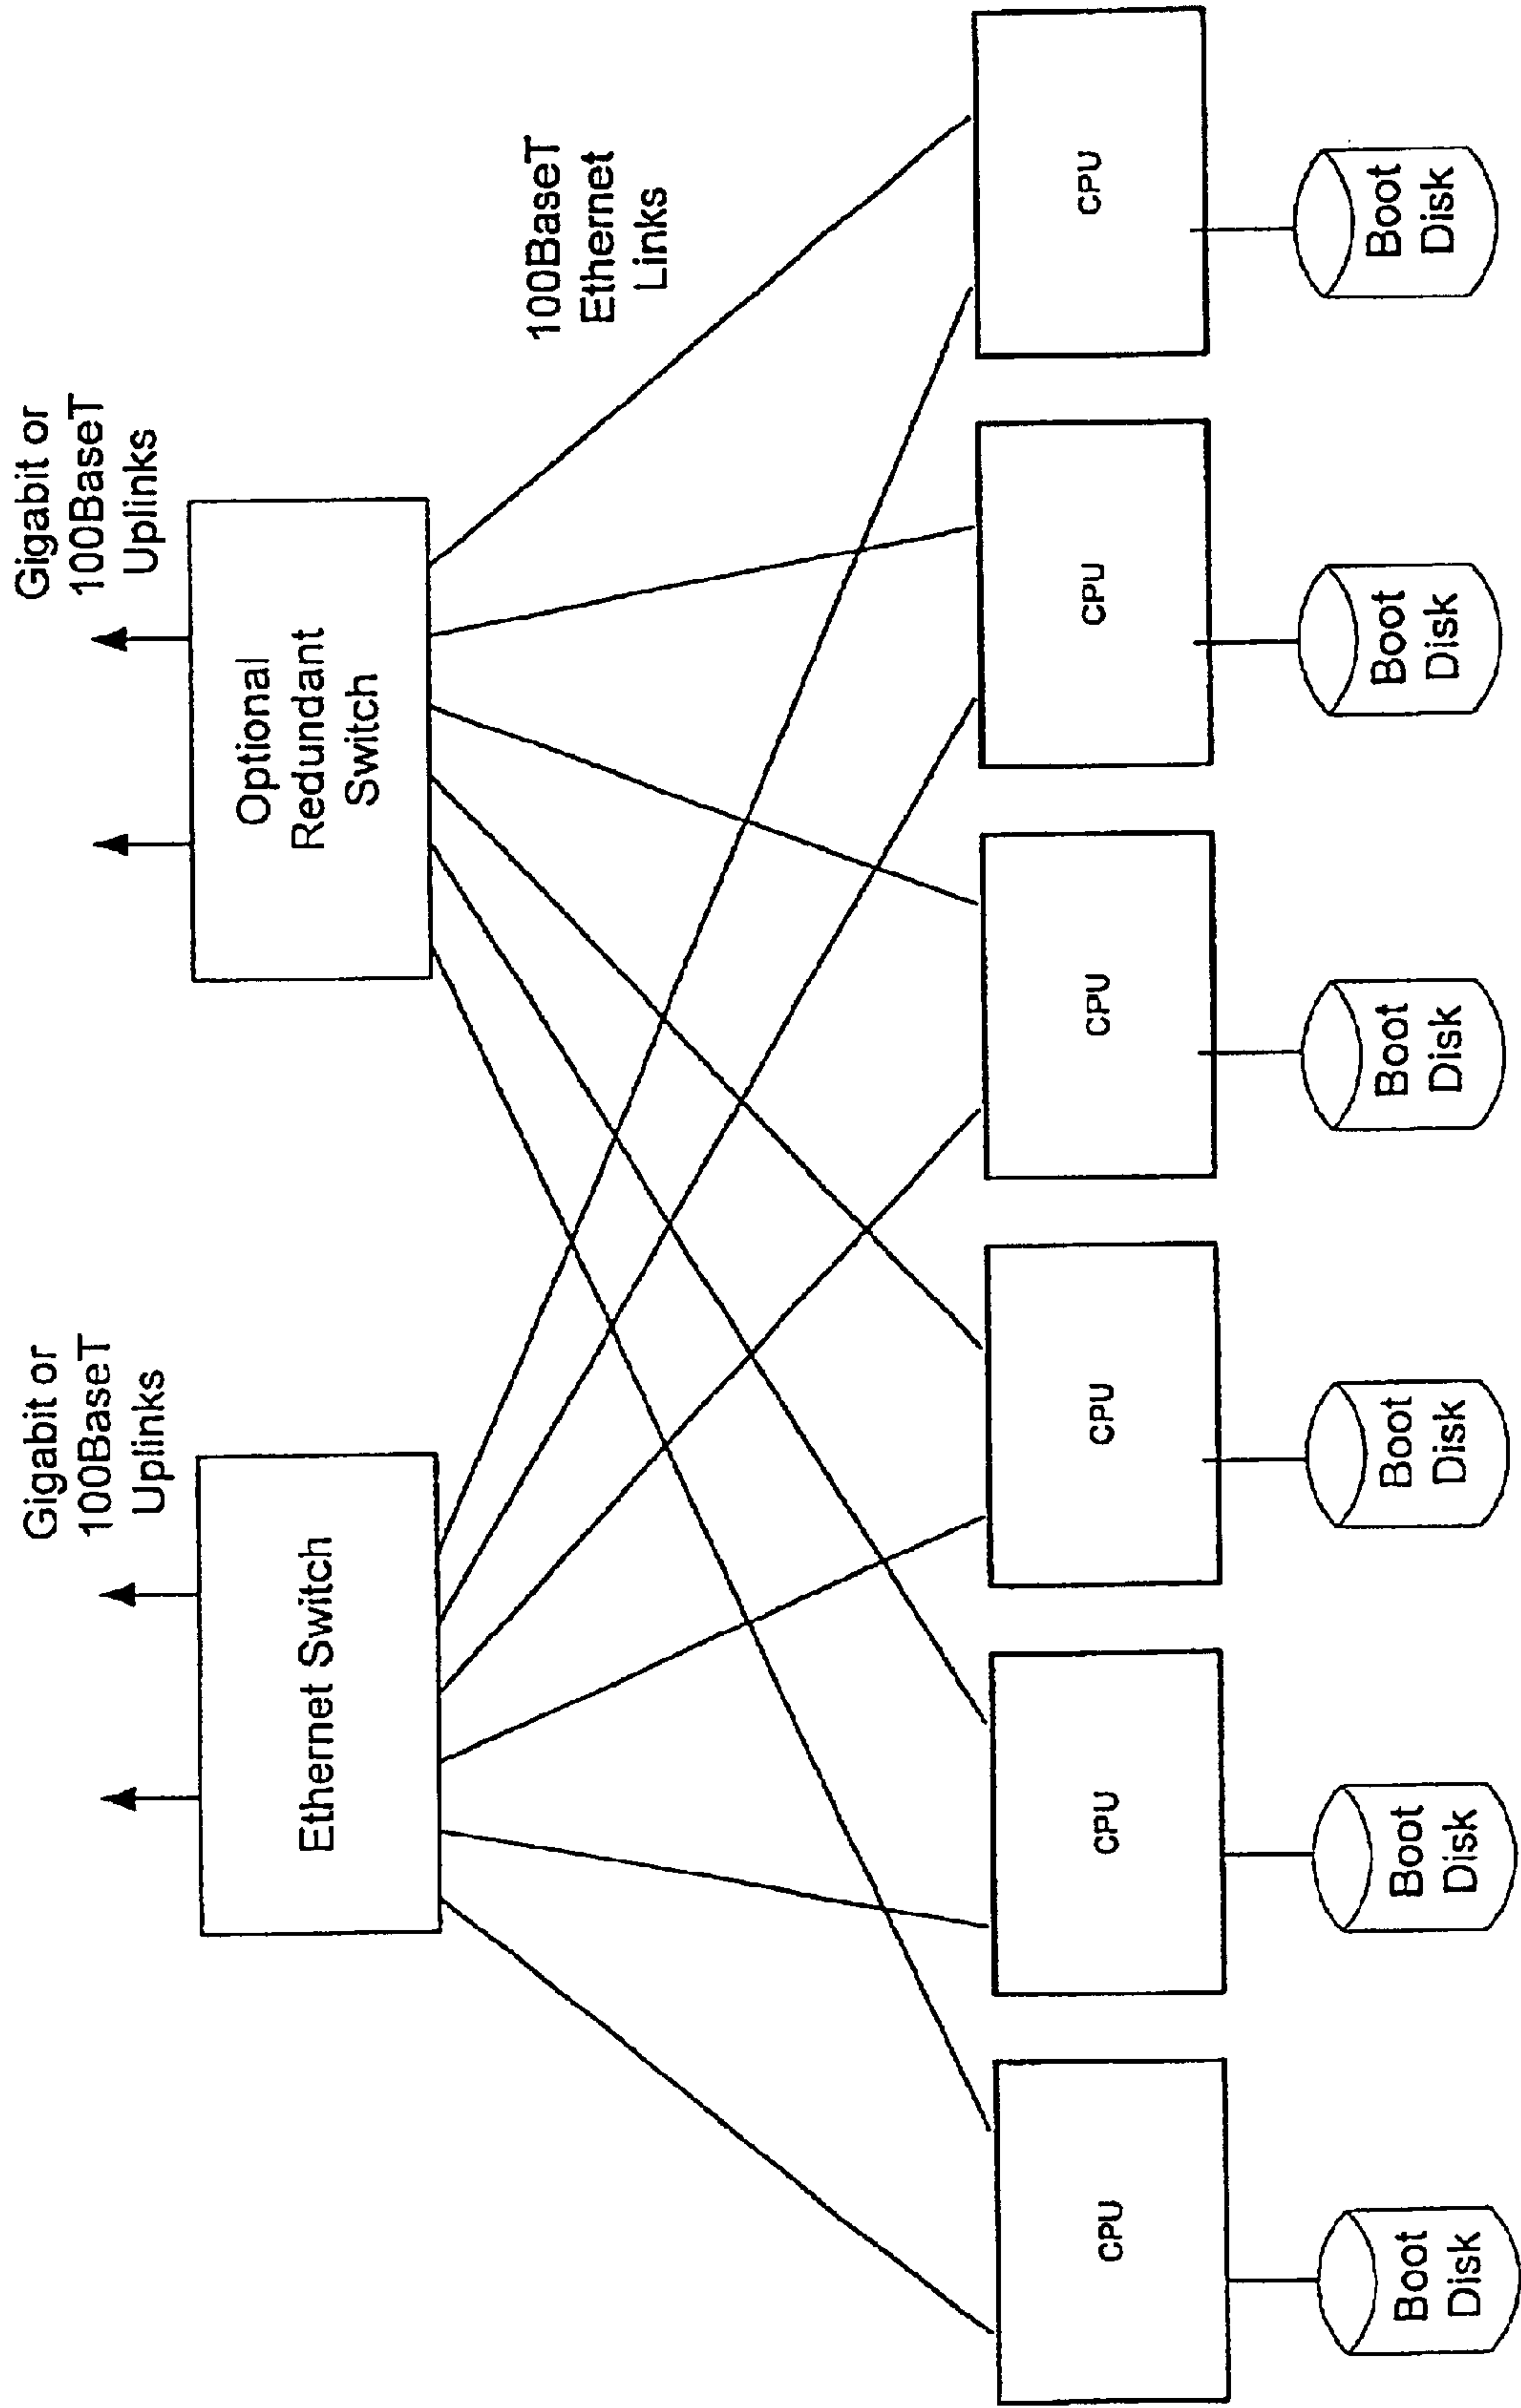 Gigabit or
100BaseT
Uplinks
Gigabit or
100BaseT
Uplinks
Ethernet Switch
Optional
Redundant
Switch
100BaseT
Ethernet
Links
CPU
CPU
CPU
CPU
CPU
CPU
Boot
Disk
Boot
Disk
Boot
Disk
Boot
Disk
Boot
Disk
Boot
Disk